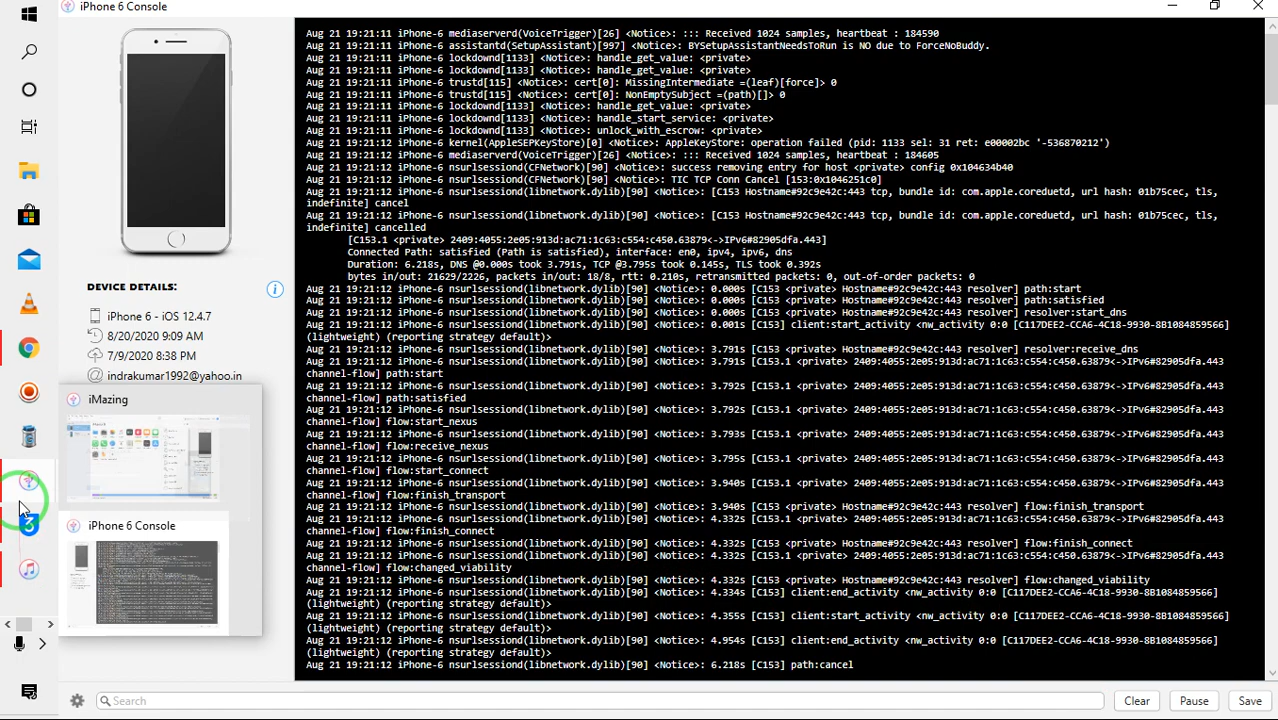 iPhone 6 Console
DEVICE DETAILS:
iPhone 6 - iOS 12.4.7
8/20/2020 9:09 AM
7/9/2020 8:38 PM
indrakumar1992@yahoo.in
iMazing
iPhone 6 Console
Aug 21 19:21:11 iPhone-6 mediaserverd(VoiceTrigger)[26] <Notice>: ::: Received 1024 samples, heartbeat : 184590
Aug 21 19:21:11 iPhone-6 assistantd(SetupAssistant)[997] <Notice>: BYSetupAssistantNeedsToRun is NO due to ForceNoBuddy.
Aug 21 19:21:11 iPhone-6 lockdownd[1133] <Notice>: handle_get_value: <private>
Aug 21 19:21:11 iPhone-6 lockdownd[1133] <Notice>: handle_get_value: <private>
Aug 21 19:21:11 iPhone-6 trustd[115] <Notice>: cert[0]: MissingIntermediate =(leaf)[force]> 0
Aug 21 19:21:11 iPhone-6 trustd[115] <Notice>: cert[0]: NonEmptySubject =(path)[]> 0
Aug 21 19:21:11 iPhone-6 lockdownd[1133] <Notice>: handle_get_value: <private>
Aug 21 19:21:11 iPhone-6 lockdownd[1133] <Notice>: handle_start_service: <private>
Aug 21 19:21:11 iPhone-6 lockdownd[1133] <Notice>: unlock_with_escrow: <private>
Aug 21 19:21:12 iPhone-6 kernel(AppleSEPKeyStore)[0] <Notice>: AppleKeyStore: operation failed (pid: 1133 sel: 31 ret: e00002bc '-536870212')
Aug 21 19:21:12 iPhone-6 mediaserverd(VoiceTrigger)[26] <Notice>: ::: Received 1024 samples, heartbeat : 184605
Aug 21 19:21:12 iPhone-6 nsurlsessiond(CFNetwork)[90] <Notice>: success removing entry for host <private> config 0x104634b40
Aug 21 19:21:12 iPhone-6 nsurlsessiond(CFNetwork)[90] <Notice>: TIC TCP Conn Cancel [153:0x1046251c0]
Aug 21 19:21:12 iPhone-6 nsurlsessiond(libnetwork.dylib)[90] <Notice>: [C153 Hostname#92c9e42c:443 tcp, bundle id: com.apple.coreduetd, url hash: 01b75cec, tls,
indefinite] cancel
Aug 21 19:21:12 iPhone-6 nsurlsessiond(libnetwork.dylib)[90] <Notice>: [C153 Hostname#92c9e42c:443 tcp, bundle id: com.apple.coreduetd, url hash: 01b75cec, tls,
indefinite] cancelled
[C153.1 <private> 2409:4055:2e05:913d:ac71:1c63:c554:c450.63879<->IPv6#82905dfa.443]
Connected Path: satisfied (Path is satisfied), interface: en0, ipv4, ipv6, dns
Duration: 6.218s, DNS @0.000s took 3.791s, TCP @3.795s took 0.145s, TLS took 0.392s
bytes in/out: 21629/2226, packets in/out: 18/8, rtt: 0.210s, retransmitted packets: 0, out-of-order packets: 0
Aug 21 19:21:12 iPhone-6 nsurlsessiond(libnetwork.dylib)[90] <Notice>: 0.000s [C153 <private> Hostname#92c9e42c:443 resolver] path:start
Aug 21 19:21:12 iPhone-6 nsurlsessiond(libnetwork.dylib)[90] <Notice>: 0.000s [C153 <private> Hostname#92c9e42c:443 resolver] path:satisfied
Aug 21 19:21:12 iPhone-6 nsurlsessiond(libnetwork.dylib)[90] <Notice>: 0.000s [C153 <private> Hostname#92c9e42c:443 resolver] resolver:start_dns
Aug 21 19:21:12 iPhone-6 nsurlsessiond(libnetwork.dylib)[90] <Notice>: 0.001s [C153] client:start_activity <nw_activity 0:0 [C117DEE2-CCA6-4C18-9930-8B1084859566]
(lightweight) (reporting strategy default)>
Aug 21 19:21:12 iPhone-6 nsurlsessiond(libnetwork.dylib)[90] <Notice>: 3.791s [C153 <private> Hostname#92c9e42c:443 resolver] resolver:receive_dns
Aug 21 19:21:12 iPhone-6 nsurlsessiond(libnetwork.dylib)[90] <Notice>: 3.791s [C153.1 <private> 2409:4055:2e05:913d:ac71:1c63:c554:c450.63879<->IPv6#82905dfa.443
channel-flow] path:start
Aug 21 19:21:12 iPhone-6 nsurlsessiond(libnetwork.dylib)[90] <Notice>: 3.792s [C153.1 <private> 2409:4055:2e05:913d:ac71:1c63:c554:c450.63879<->IPv6#82905dfa.443
channel-flow] path:satisfied
Aug 21 19:21:12 iPhone-6 nsurlsessiond(libnetwork.dylib)[90] <Notice>: 3.792s [C153.1 <private> 2409:4055:2e05:913d:ac71:1c63:c554:c450.63879<->IPv6#82905dfa.443
channel-flow] flow:start_nexus
Aug 21 19:21:12 iPhone-6 nsurlsessiond(libnetwork.dylib)[90] <Notice>: 3.793s [C153.1 <private> 2409:4055:2e05:913d:ac71:1c63:c554:c450.63879<->IPv6#82905dfa.443
channel-flow] flow:receive_nexus
Aug 21 19:21:12 iPhone-6 nsurlsessiond(libnetwork.dylib)[90] <Notice>: 3.793s [C153.1 <private> 2409:4055:2e05:913d:ac71:1c63:c554:c450.63879<->IPv6#82905dfa.443
channel-flow] flow:start_connect
Aug 21 19:21:12 iPhone-6 nsurlsessiond(libnetwork.dylib)[90] <Notice>: 3.940s [C153.1 <private> 2409:4055:2e05:913d:ac71:1c63:c554:c450.63879<->IPv6#82905dfa.443
channel-flow] flow:finish_transport
Aug 21 19:21:12 iPhone-6 nsurlsessiond(libnetwork.dylib)[90] <Notice>: 3.940s [C153 <private> Hostname#92c9e42c:443 resolver] flow:finish_transport
Aug 21 19:21:12 iPhone-6 nsurlsessiond(libnetwork.dylib)[90] <Notice>: 4.332s [C153.1 <private> 2409:4055:2e05:913d:ac71:1c63:c554:c450.63879<->IPv6#82905dfa.443
channel-flow] flow:finish_connect
Aug 21 19:21:12 iPhone-6 nsurlsessiond(libnetwork.dylib)[90] <Notice>: 4.332s [C153 <private> Hostname#92c9e42c:443 resolver] flow:finish_connect
Aug 21 19:21:12 iPhone-6 nsurlsessiond(libnetwork.dylib)[90] <Notice>: 4.332s [C153.1 <private> 2409:4055:2e05:913d:ac71:1c63:c554:c450.63879<->IPv6#82905dfa.443
channel-flow] flow:changed_viability
Aug 21 19:21:12 iPhone-6 nsurlsessiond(libnetwork.dylib)[90] <Notice>: 4.332s [C153 <private> Hostname#92c9e42c:443 resolver] flow:changed_viability
Aug 21 19:21:12 iPhone-6 nsurlsessiond(libnetwork.dylib)[90] <Notice>: 4.334s [C153] client:end_activity <nw_activity 0:0 [C117DEE2-CCA6-4C18-9930-8B1084859566]
(lightweight) (reporting strategy default)>
Aug 21 19:21:12 iPhone-6 nsurlsessiond(libnetwork.dylib)[90] <Notice>: 4.355s [C153] client:start_activity <nw_activity 0:0 [C117DEE2-CCA6-4C18-9930-8B1084859566]
(lightweight) (reporting strategy default)>
Aug 21 19:21:12 iPhone-6 nsurlsessiond(libnetwork.dylib)[90] <Notice>: 4.954s [C153] client:end_activity <nw_activity 0:0 [C117DEE2-CCA6-4C18-9930-8B1084859566]
(lightweight) (reporting strategy default)>
Aug 21 19:21:12 iPhone-6 nsurlsessiond(libnetwork.dylib)[90] <Notice>: 6.218s [C153] path:cancel
Search
Clear
Pause
Save